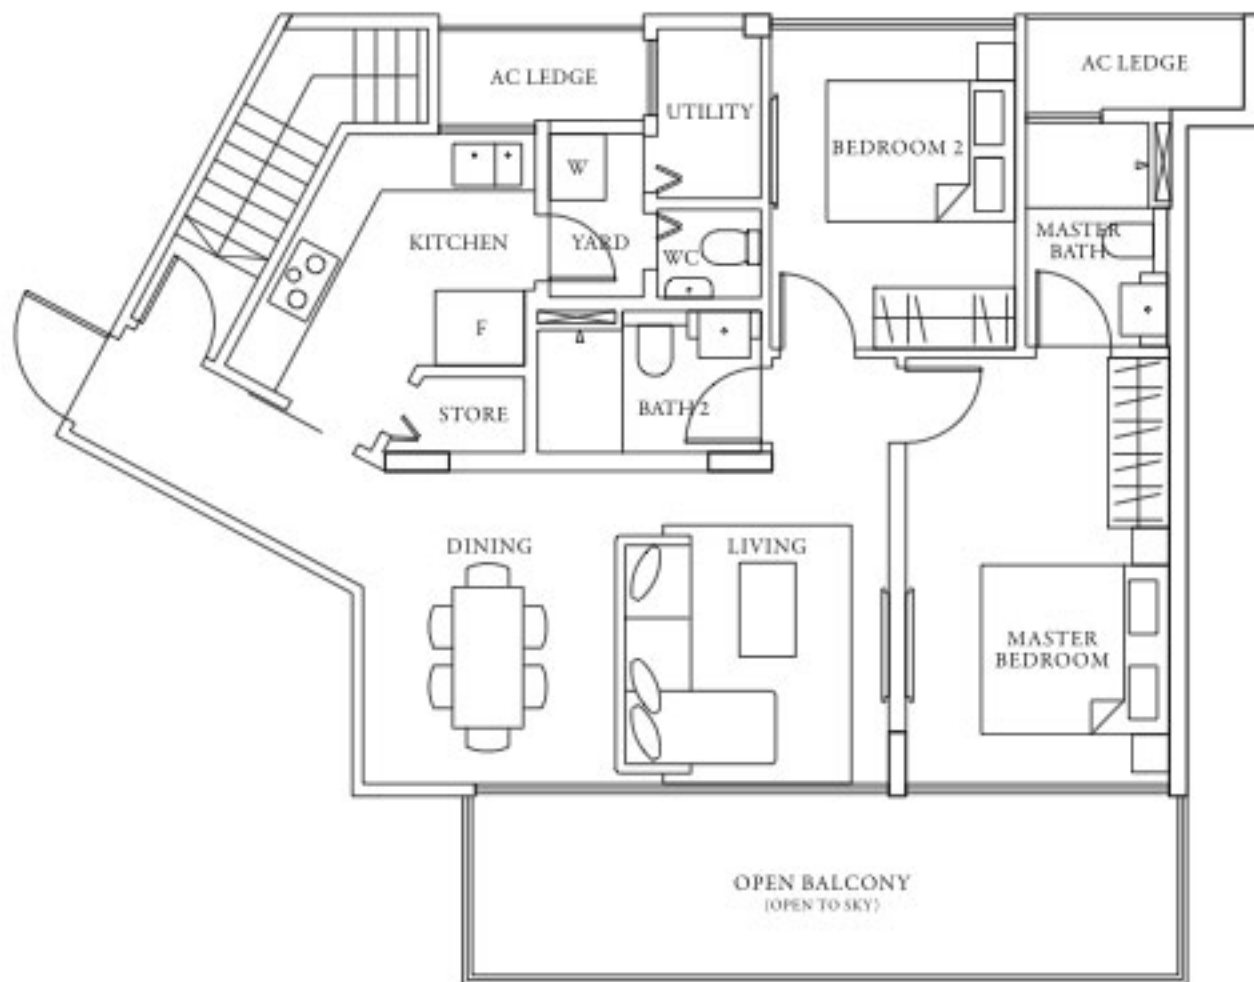 AC LEDGE
AC LEDGE
UTILITY
BEDROOM 2
W
KITCHEN
YARD
WC
MASTER
BATH
F
STORE
BATH 2
DINING
LIVING
MASTER
BEDROOM
OPEN BALCONY
(OPEN TO SKY)